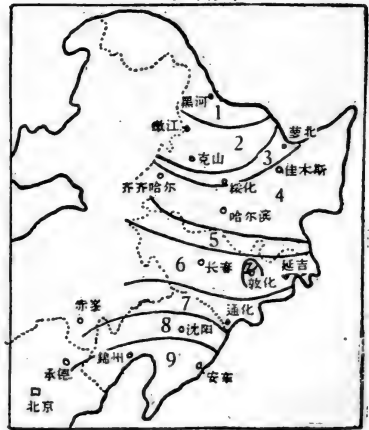 黑河
1
嫩江
2
萝北
3
克山
佳木斯
齐齐哈尔
绥化
4
哈尔滨
5
6
长春
延吉
敦化
7
通化
赤峯
8
沈阳
錦州
承德
9
安东
北京